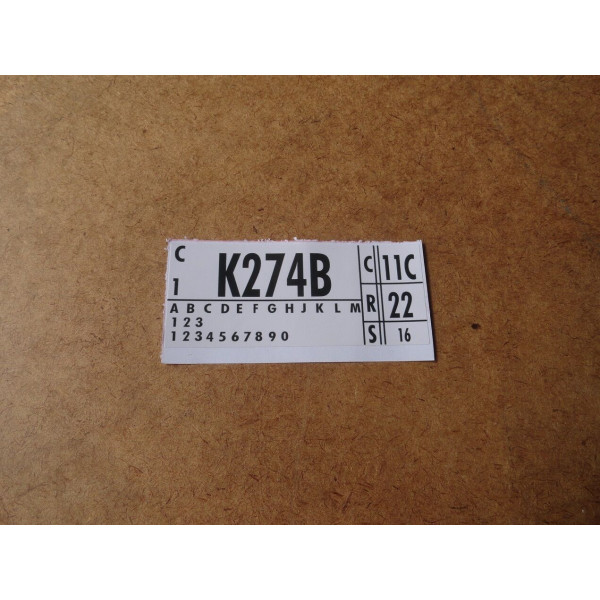 C
1
K274B
A B C D E F G H J K L M
1 2 3
1 2 3 4 5 6 7 8 9 0
C 11C
R 22
S 16